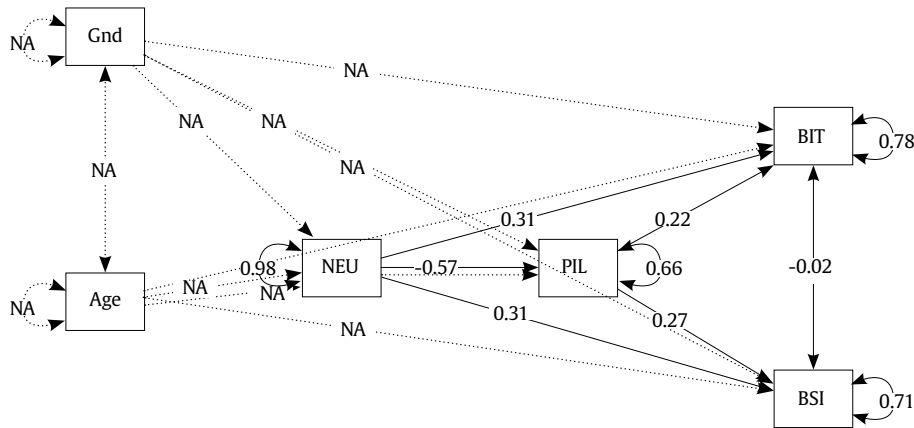 Gnd
NA
NA
BIT
0.78
NA
NA
NA
NA
0.31
0.22
0.98
NEU
-0.57
PIL
0.66
-0.02
Age
NA
NA
NA
NA
0.31
0.27
BSI
0.71